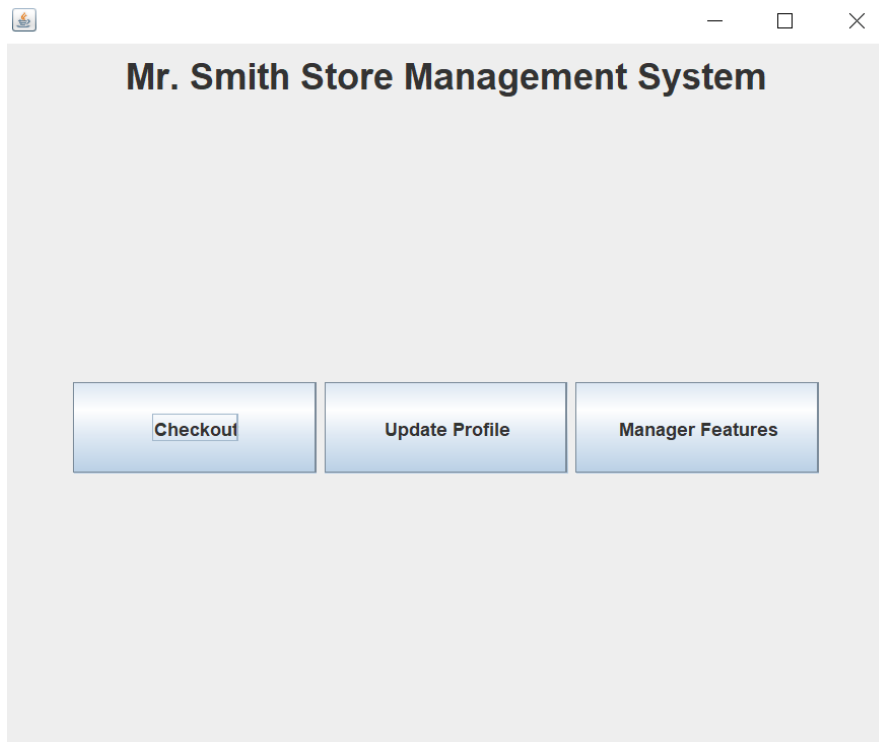 Mr. Smith Store Management System
Checkout
Update Profile
Manager Features